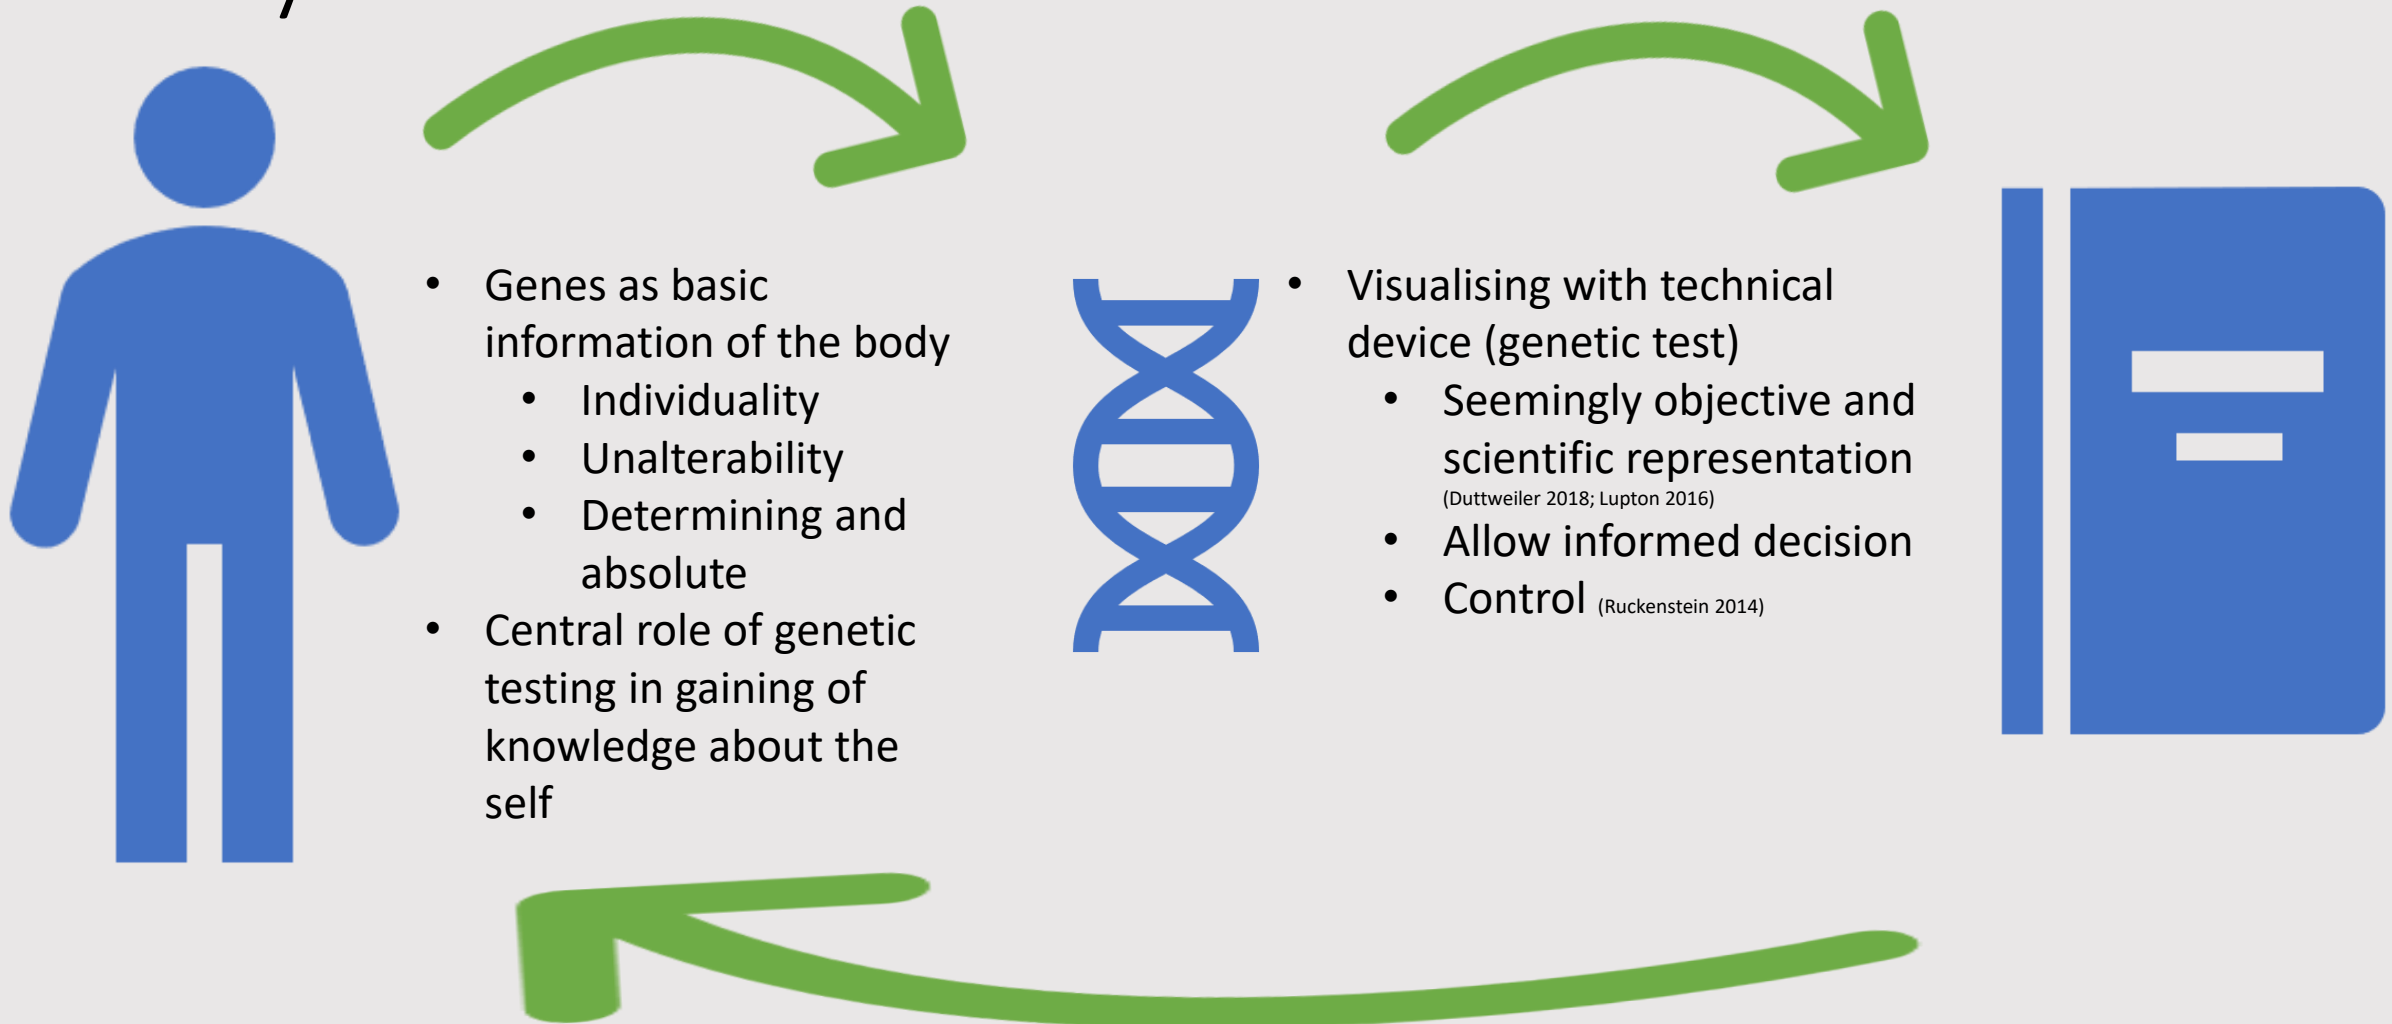 • Genes as basic
information of the body
• Individuality
• Unalterability
• Determining and
absolute
• Central role of genetic
testing in gaining of
knowledge about the
self
• Visualising with technical
device (genetic test)
• Seemingly objective and
scientific representation
(Duttweiler 2018; Lupton 2016)
• Allow informed decision
• Control (Ruckenstein 2014)